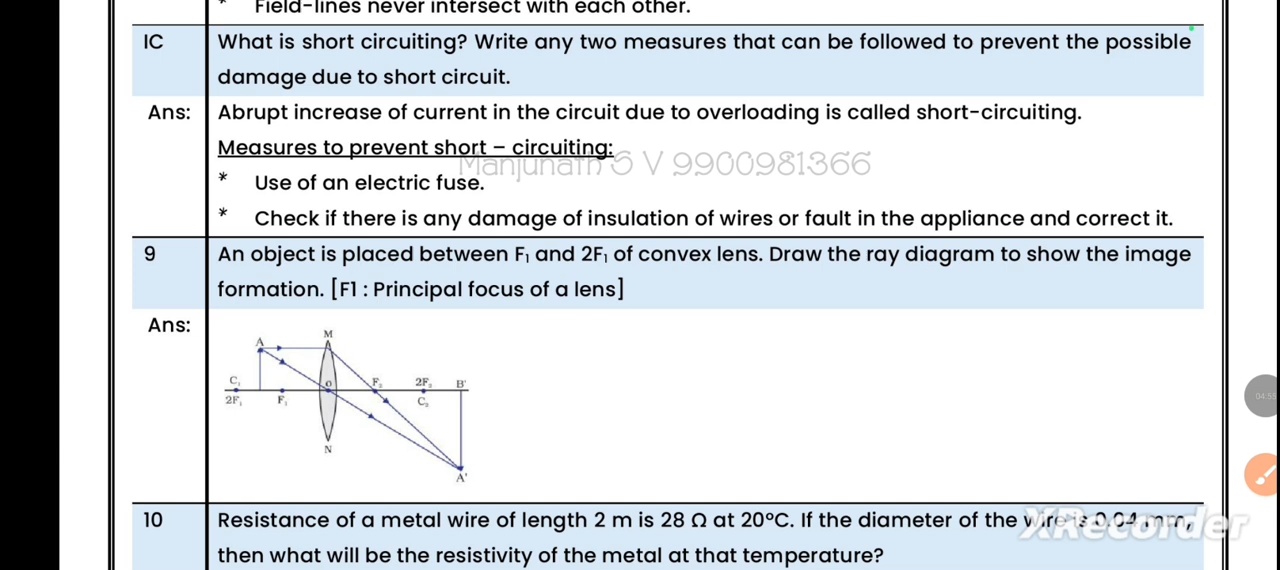 * Field-lines never intersect with each other.
IC What is short circuiting? Write any two measures that can be followed to prevent the possible
damage due to short circuit.
Ans: Abrupt increase of current in the circuit due to overloading is called short-circuiting.
Measures to prevent short – circuiting:
Manjunath S V 9900981366
* Use of an electric fuse.
* Check if there is any damage of insulation of wires or fault in the appliance and correct it.
9 An object is placed between F₁ and 2F₁ of convex lens. Draw the ray diagram to show the image
formation. [F1 : Principal focus of a lens]
Ans:
M
A
C₁ O F₂ 2F₂ B'
2F₁ F₁ C₂
N
A'
04:55
10 Resistance of a metal wire of length 2 m is 28 Ω at 20°C. If the diameter of the wire is 0.04 mm,
XRecorder
then what will be the resistivity of the metal at that temperature?